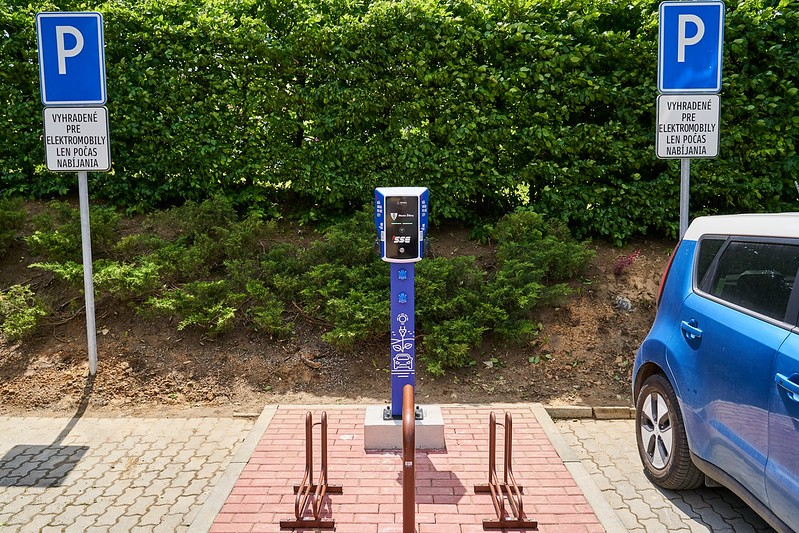 P
VYHRADENÉ
PRE
ELEKTROMOBILY
LEN POČAS
NABÍJANIA
SSE
P
VYHRADENÉ
PRE
ELEKTROMOBILY
LEN POČAS
NABÍJANIA